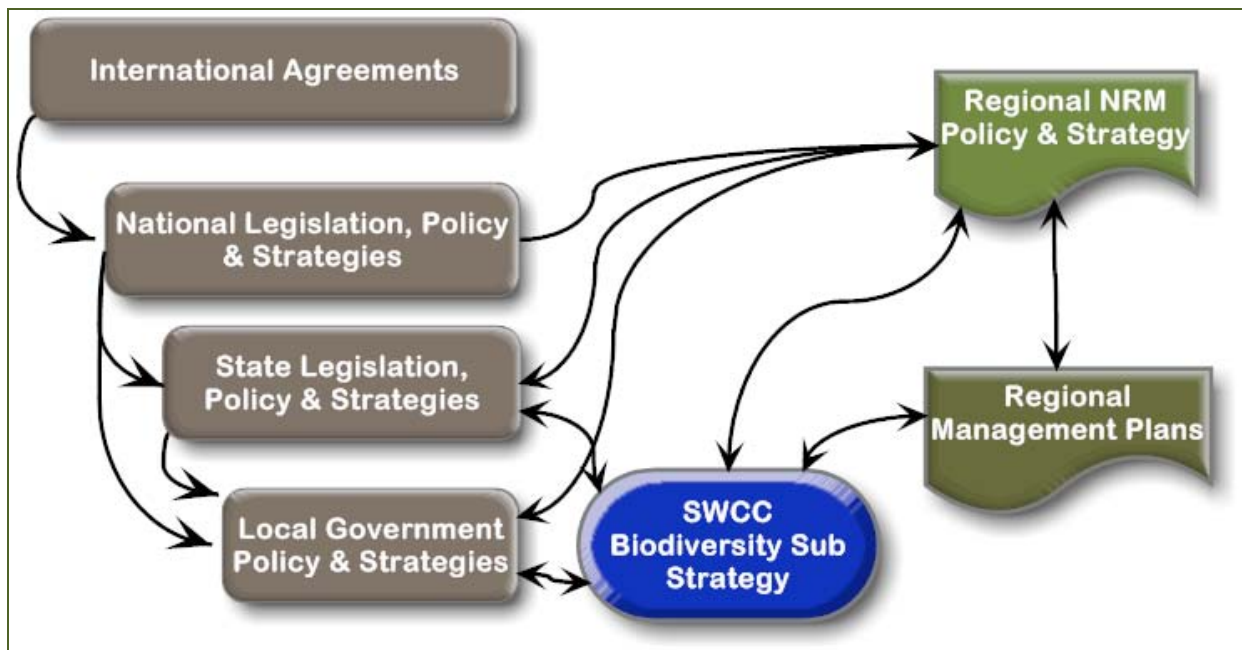 International Agreements
National Legislation, Policy
& Strategies
State Legislation,
Policy & Strategies
Local Government
Policy & Strategies
SWCC
Biodiversity Sub
Strategy
Regional NRM
Policy & Strategy
Regional
Management Plans